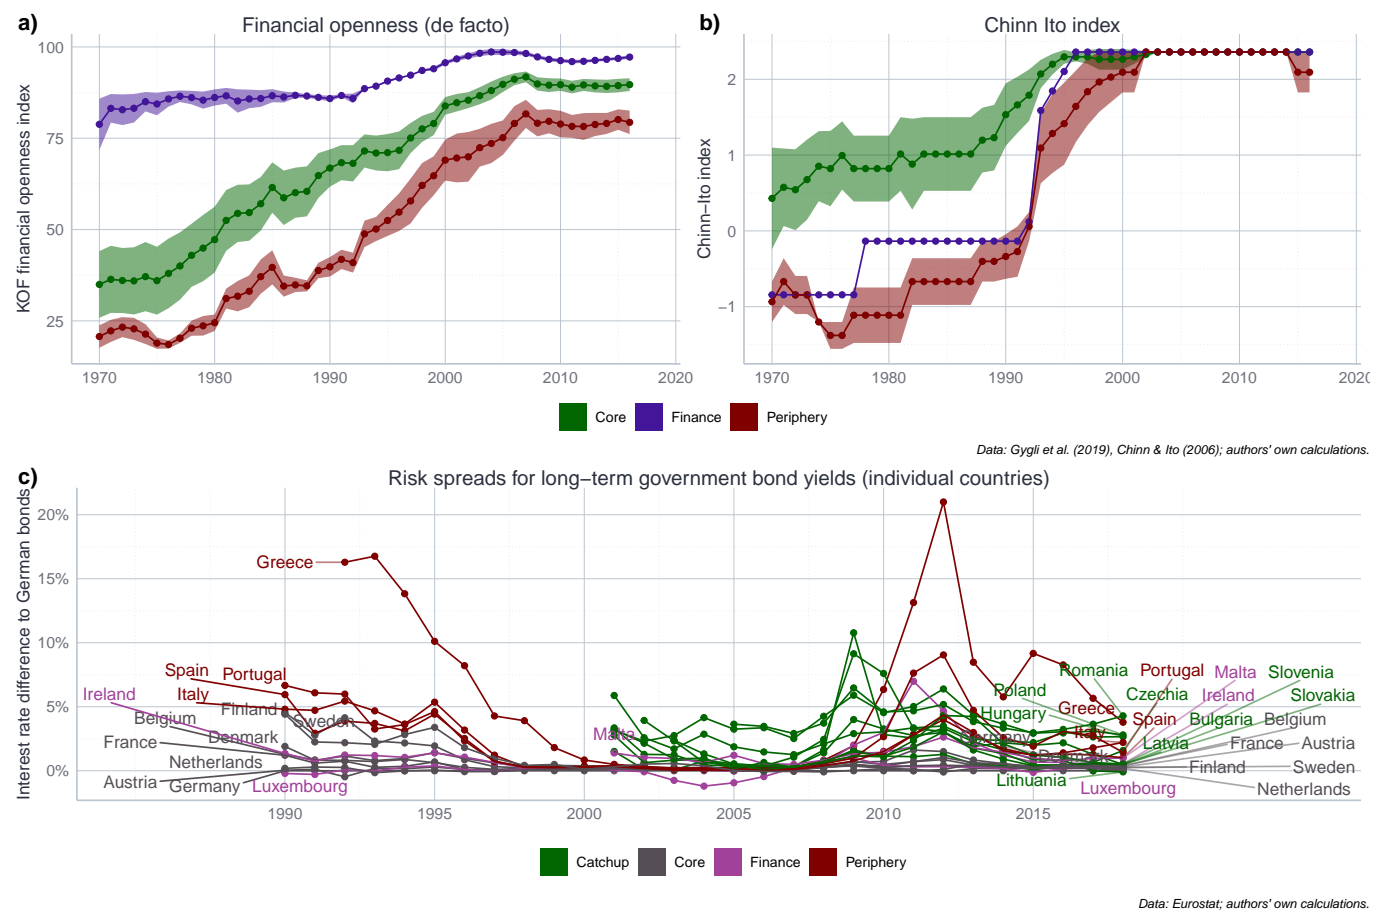 a)
Financial openness (de facto)
KOF financial openness index
100
75
50
25
1970
1980
1990
2000
2010
2020
b)
Chinn Ito index
Chinn–Ito index
2
1
0
−1
1970
1980
1990
2000
2010
Core
Finance
Periphery
Data: Gygli et al. (2019), Chinn & Ito (2006); authors' own calculations.
c)
Risk spreads for long−term government bond yields (individual countries)
Interest rate difference to German bonds
20%
15%
10%
5%
0%
Greece
Spain
Portugal
Ireland
Italy
Belgium
Finland
Sweden
France
Denmark
Netherlands
Austria
Germany
Luxembourg
Malta
Romania
Portugal
Malta
Slovenia
Poland
Czechia
Ireland
Slovakia
Hungary
Greece
Spain
Bulgaria
Belgium
Italy
Latvia
France
Austria
Finland
Sweden
Lithuania
Luxembourg
Netherlands
1990
1995
2000
2005
2010
2015
Catchup
Core
Finance
Periphery
Data: Eurostat; authors' own calculations.